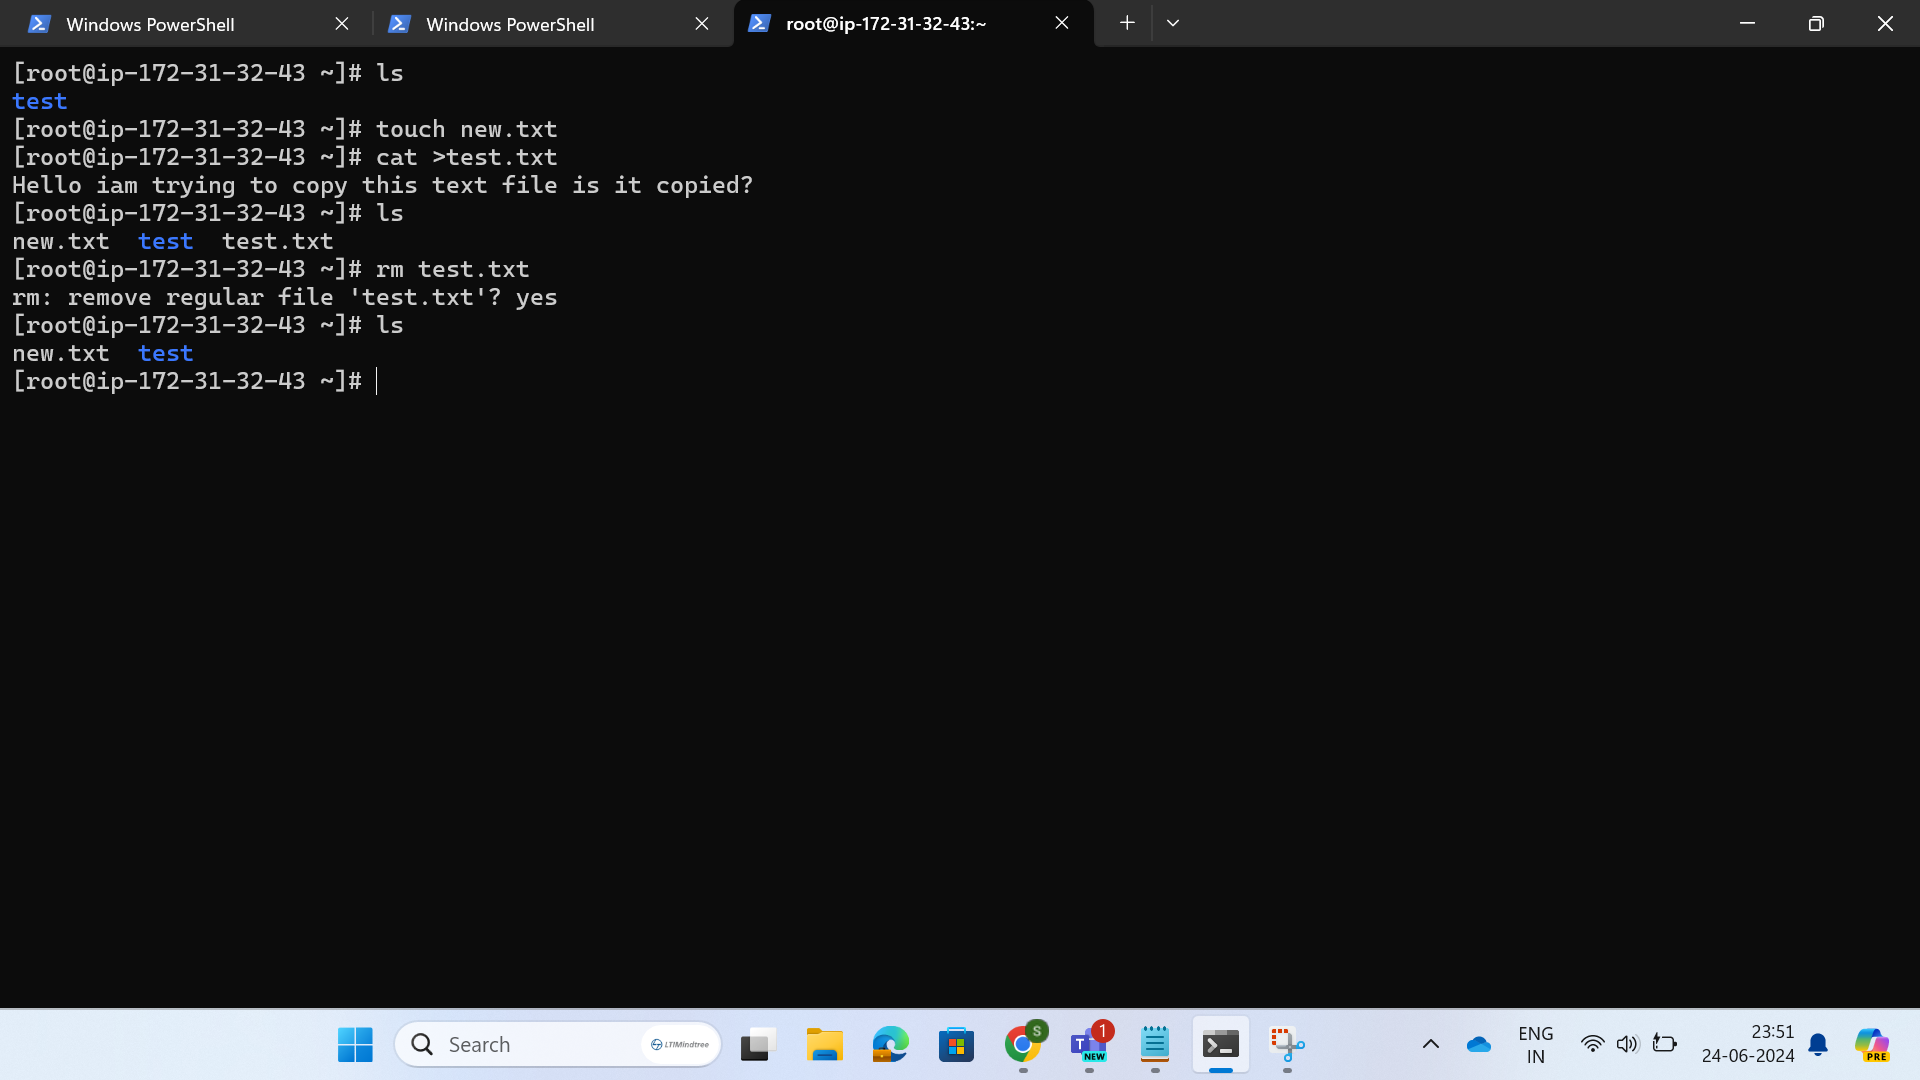 Windows PowerShell
Windows PowerShell
root@ip-172-31-32-43:~
[root@ip-172-31-32-43 ~]# ls
test
[root@ip-172-31-32-43 ~]# touch new.txt
[root@ip-172-31-32-43 ~]# cat >test.txt
Hello iam trying to copy this text file is it copied?
[root@ip-172-31-32-43 ~]# ls
new.txt  test  test.txt
[root@ip-172-31-32-43 ~]# rm test.txt
rm: remove regular file 'test.txt'? yes
[root@ip-172-31-32-43 ~]# ls
new.txt  test
[root@ip-172-31-32-43 ~]#
Search
LTIMindtree
S
1
T
NEW
ENG
IN
23:51
24-06-2024
PRE